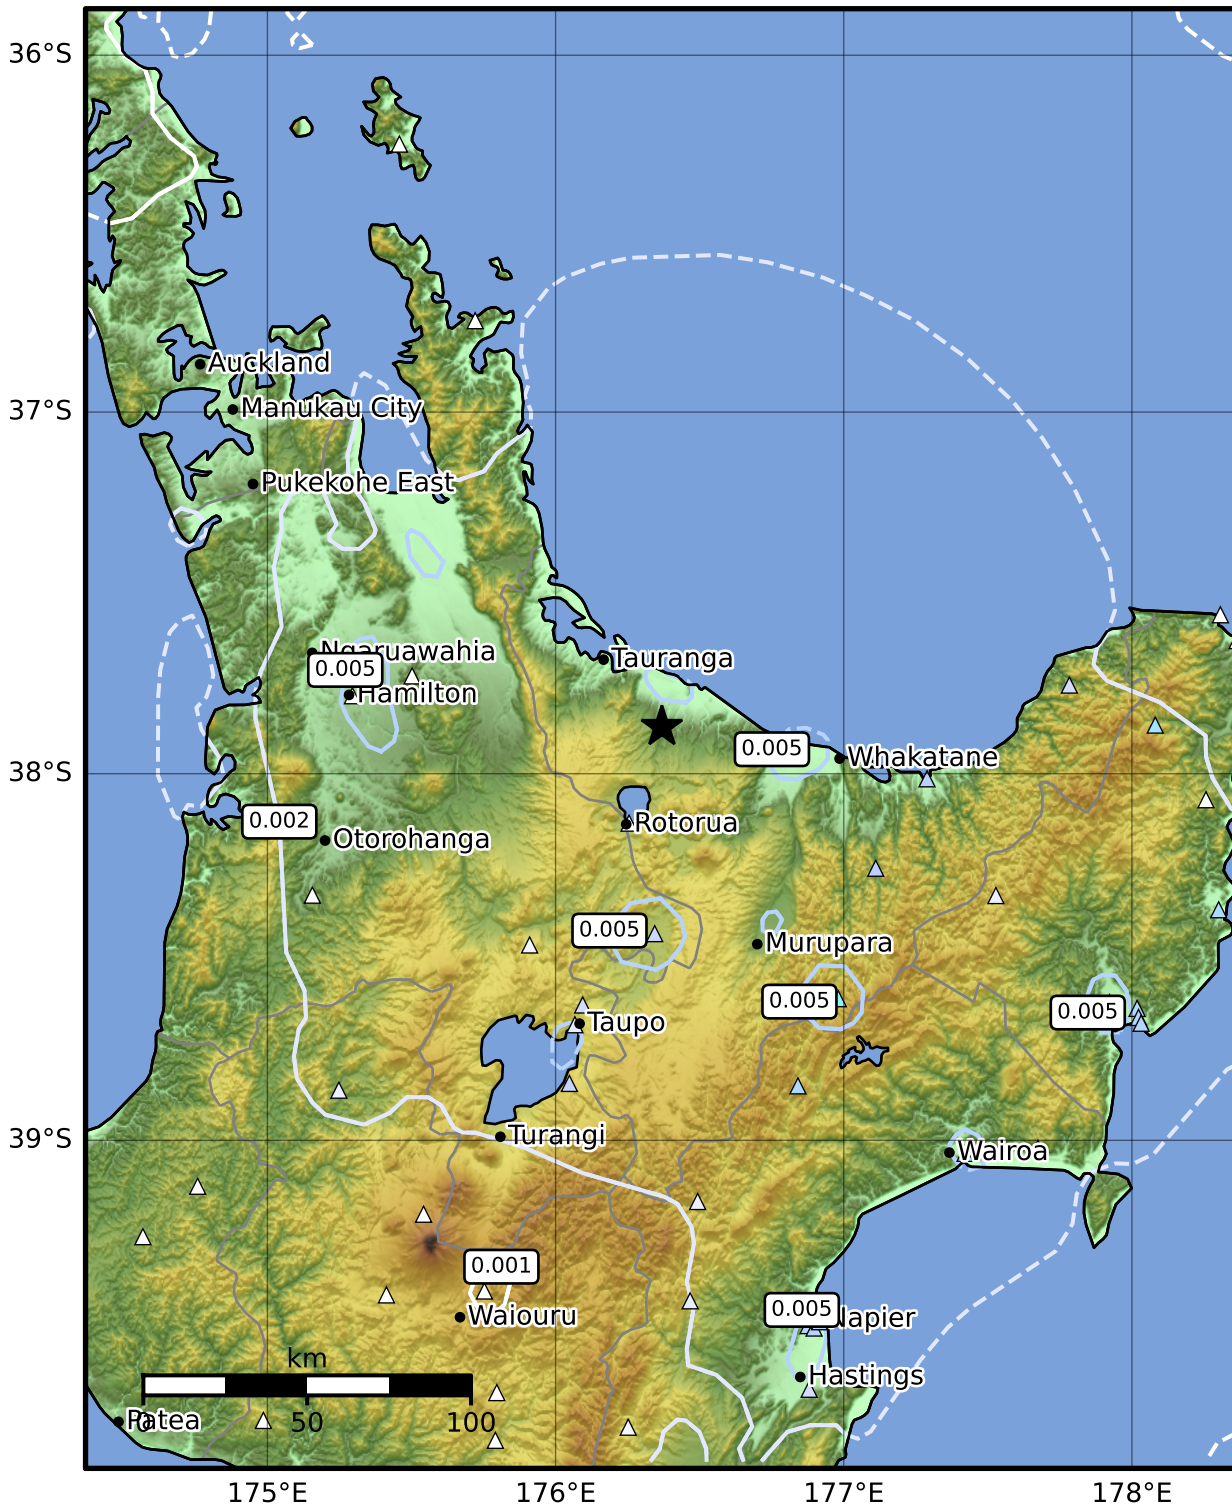 36°S
Auckland
37°S
Manukau City
Pukekohe East
Ngaruawahia
Tauranga
0.005
Hamilton
0.005
Whakatane
38°S
0.002
Rotorua
Otorohanga
0.005
Murupara
0.005
0.005
Taupo
39°S
Turangi
Wairoa
0.001
0.005
Napier
Waiouru
km
Hastings
Patea
0
50
100
175°E
176°E
177°E
178°E